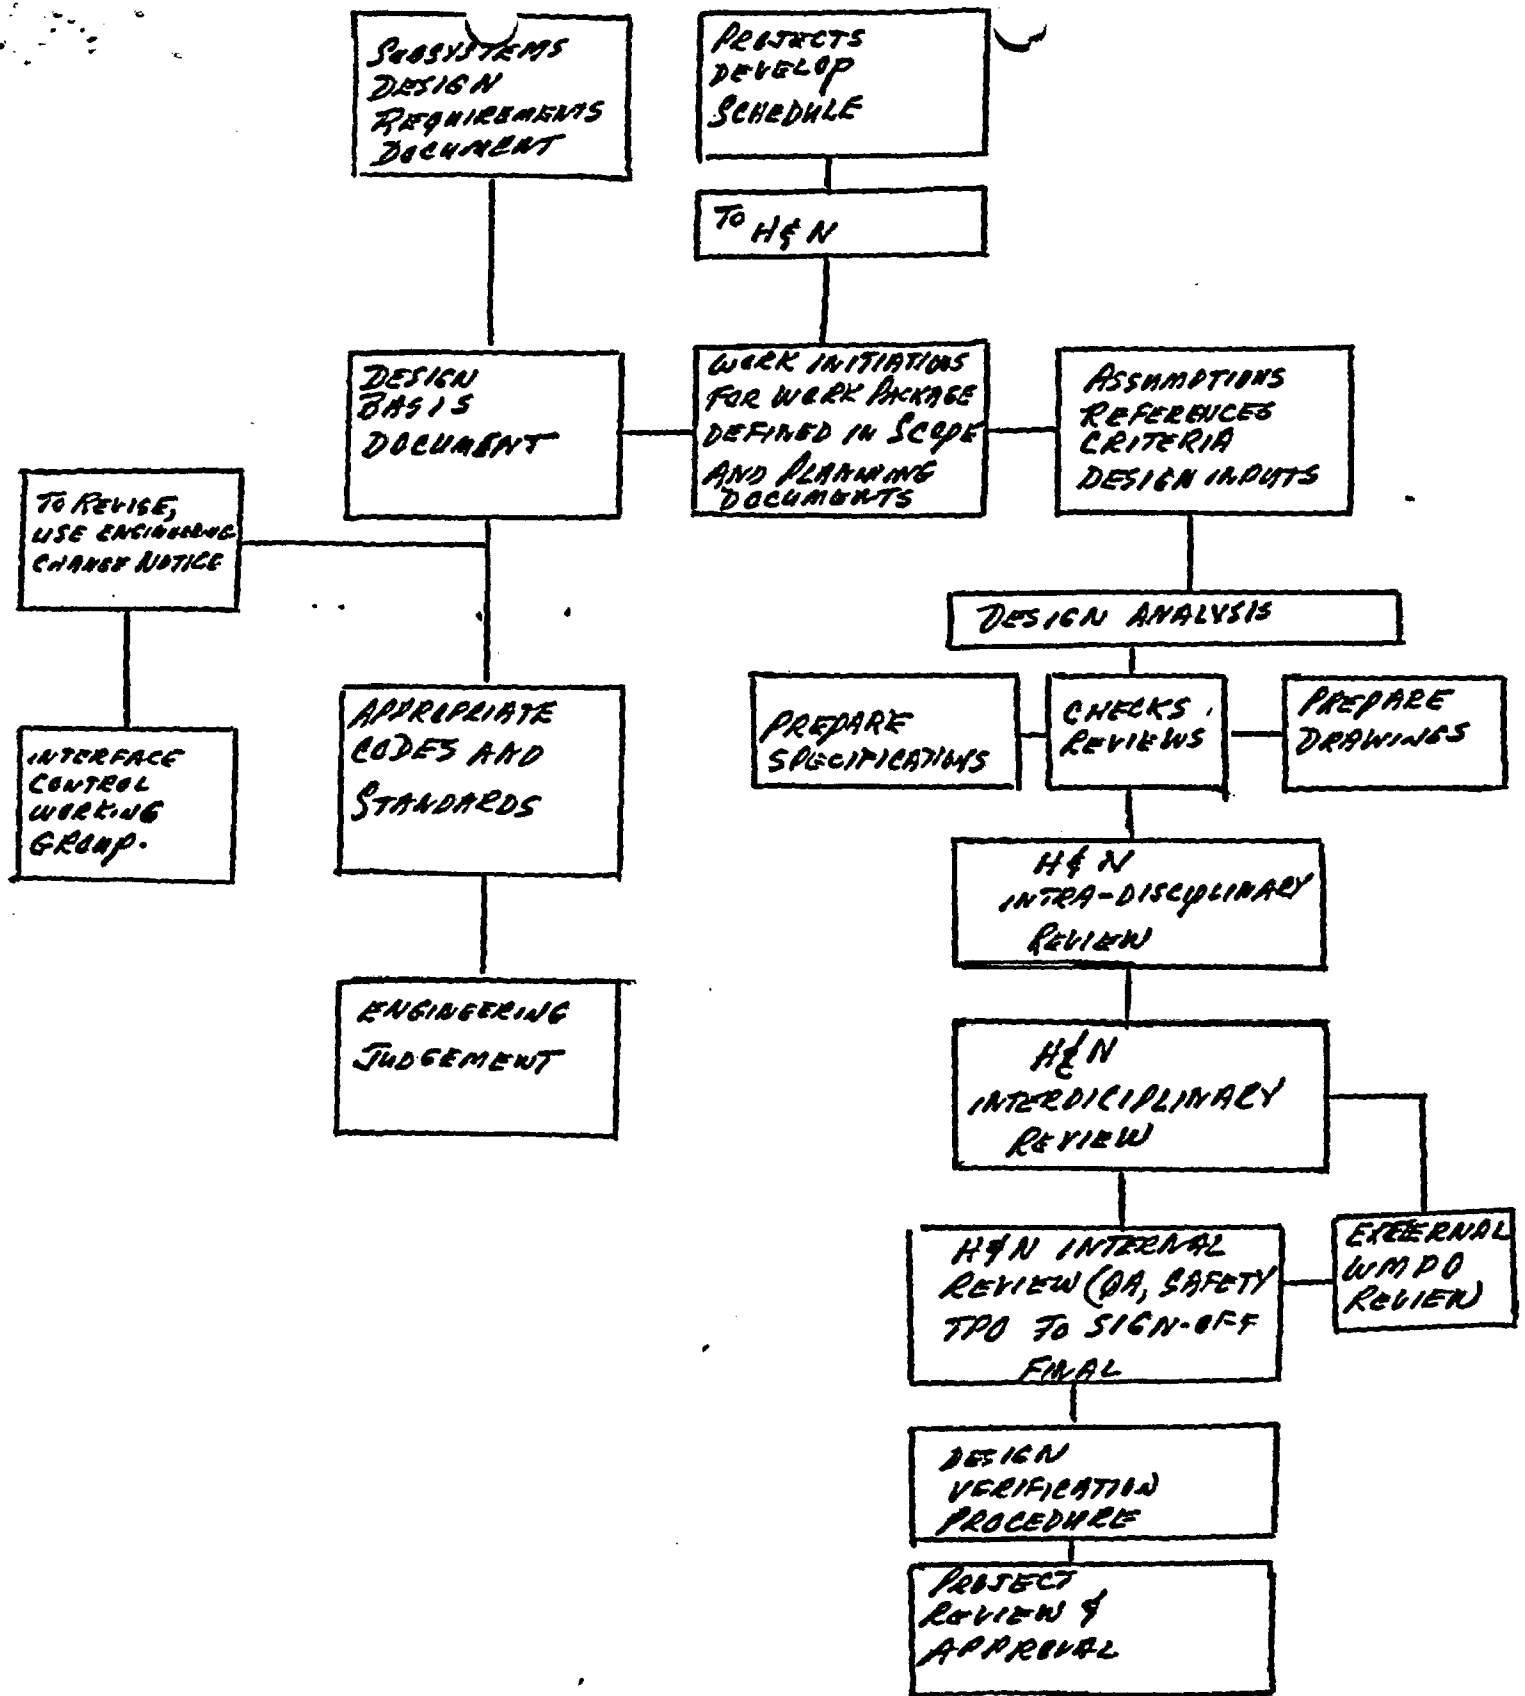 SUBSYSTEMS
DESIGN
REQUIREMENTS
DOCUMENT
PROJECTS
DEVELOP
SCHEDULE
TO H&N
DESIGN
BASIS
DOCUMENT
WORK INITIATIONS
FOR WORK PACKAGE
DEFINED IN SCOPE
AND PLANNING
DOCUMENTS
ASSUMPTIONS
REFERENCES
CRITERIA
DESIGN INPUTS
TO REVISE,
USE ENGINEERING
CHANGE NOTICE
DESIGN ANALYSIS
PREPARE
SPECIFICATIONS
CHECKS
REVIEWS
PREPARE
DRAWINGS
APPROPRIATE
CODES AND
STANDARDS
INTERFACE
CONTROL
WORKING
GROUP.
H&N
INTRA-DISCIPLINARY
REVIEW
ENGINEERING
JUDGEMENT
H&N
INTERDICIPLINARY
REVIEW
H&N INTERNAL
REVIEW (QA, SAFETY
TPO TO SIGN-OFF
FINAL
EXTERNAL
WMPO
REVIEW)
DESIGN
VERIFICATION
PROCEDURE
PROJECT
REVIEW &
APPROVAL